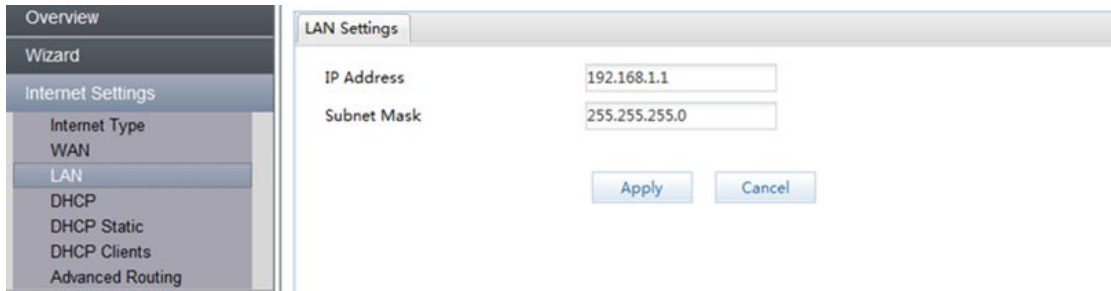 Overview
Wizard
Internet Settings
Internet Type
WAN
LAN
DHCP
DHCP Static
DHCP Clients
Advanced Routing
LAN Settings
IP Address 192.168.1.1
Subnet Mask 255.255.255.0
Apply Cancel